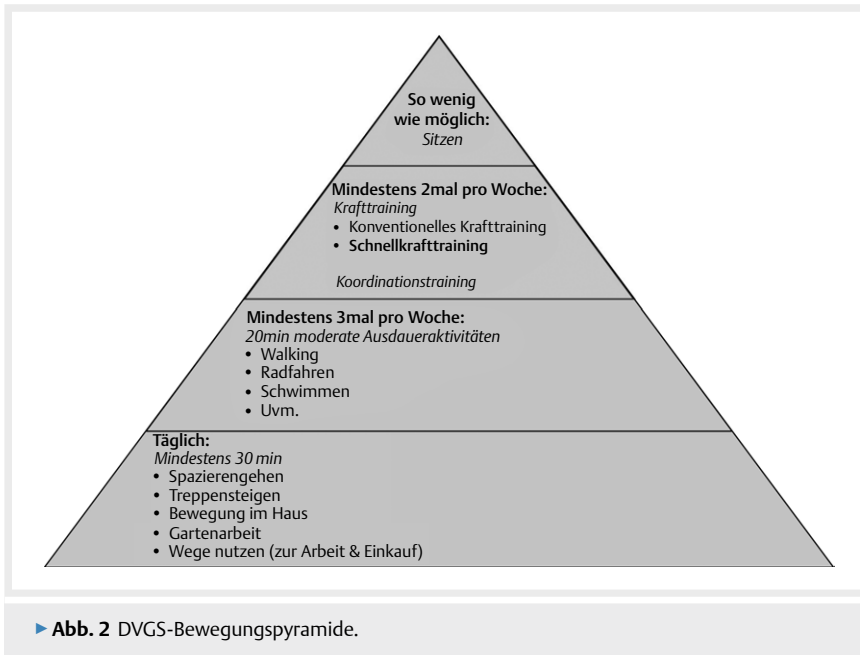 So wenig
wie möglich:
Sitzen
Mindestens 2mal pro Woche:
Krafttraining
• Konventionelles Krafttraining
• Schnellkrafttraining
Koordinationstraining
Mindestens 3mal pro Woche:
20min moderate Ausdaueraktivitäten
• Walking
• Radfahren
• Schwimmen
• Uvm.
Täglich:
Mindestens 30 min
• Spazierengehen
• Treppensteigen
• Bewegung im Haus
• Gartenarbeit
• Wege nutzen (zur Arbeit & Einkauf)
▶ Abb. 2 DVGS-Bewegungspyramide.